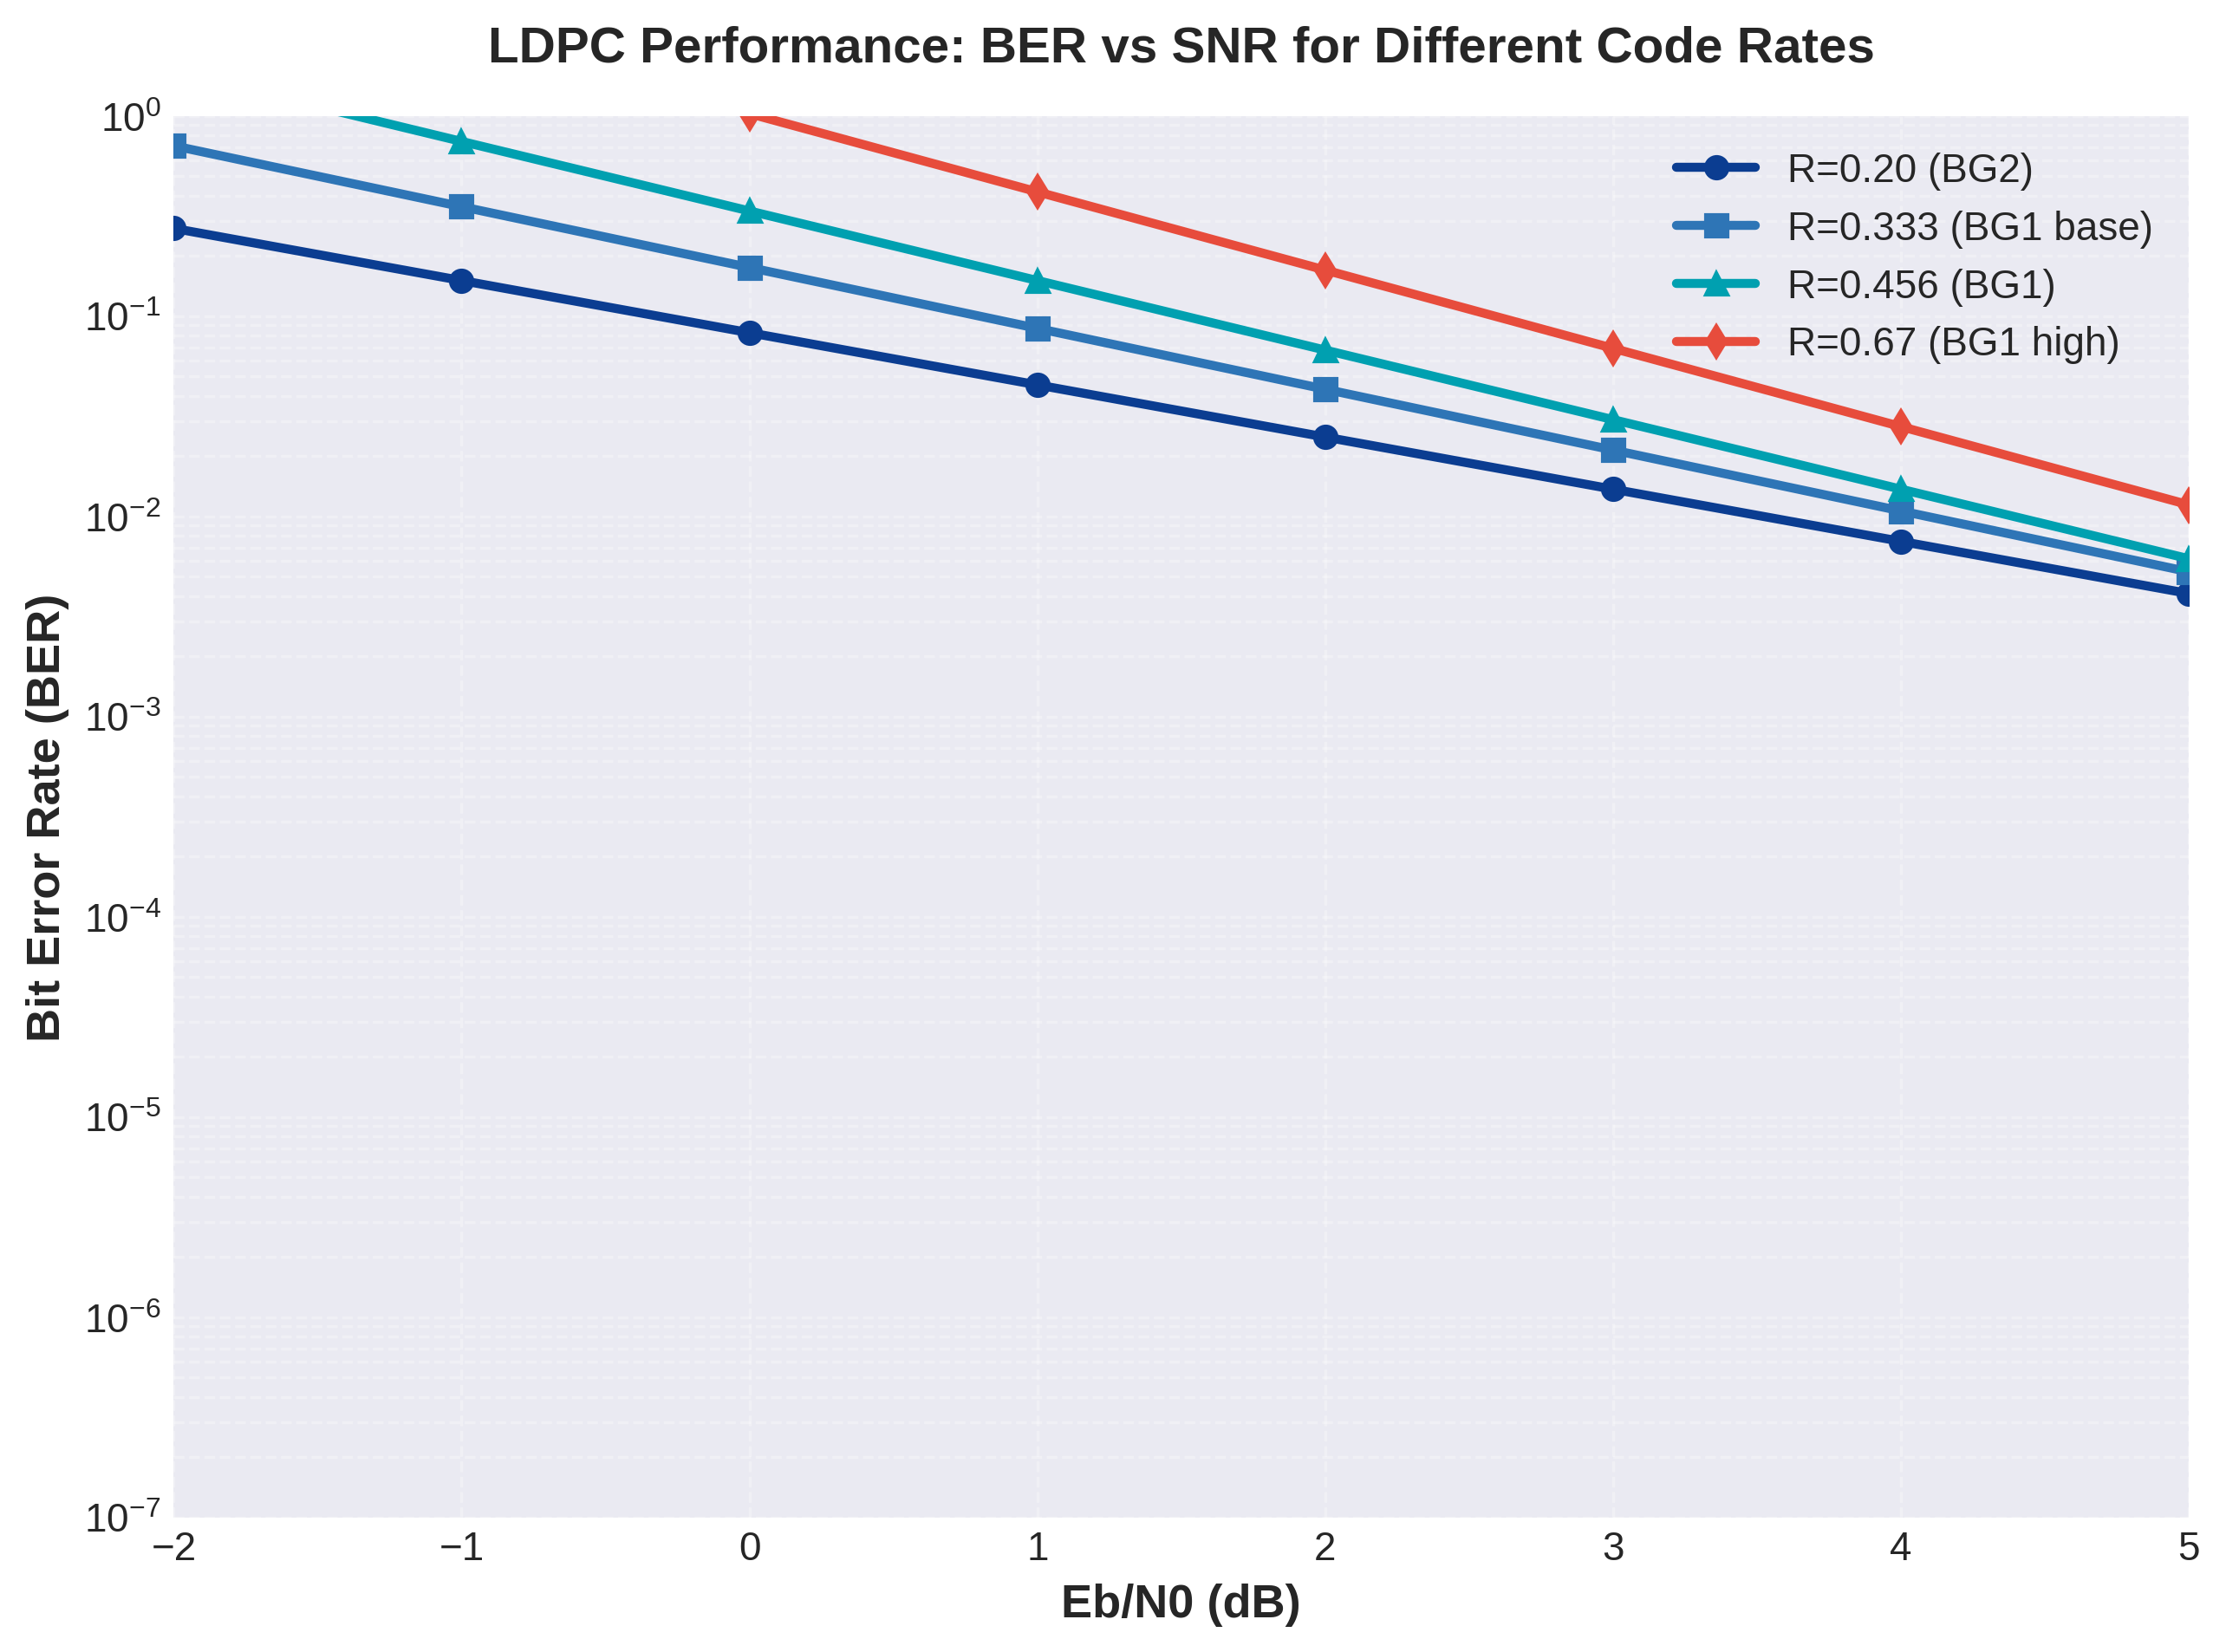 LDPC Performance: BER vs SNR for Different Code Rates
10⁰
10⁻¹
10⁻²
10⁻³
10⁻⁴
10⁻⁵
10⁻⁶
10⁻⁷
Bit Error Rate (BER)
R=0.20 (BG2)
R=0.333 (BG1 base)
R=0.456 (BG1)
R=0.67 (BG1 high)
−2 −1 0 1 2 3 4 5
Eb/N0 (dB)